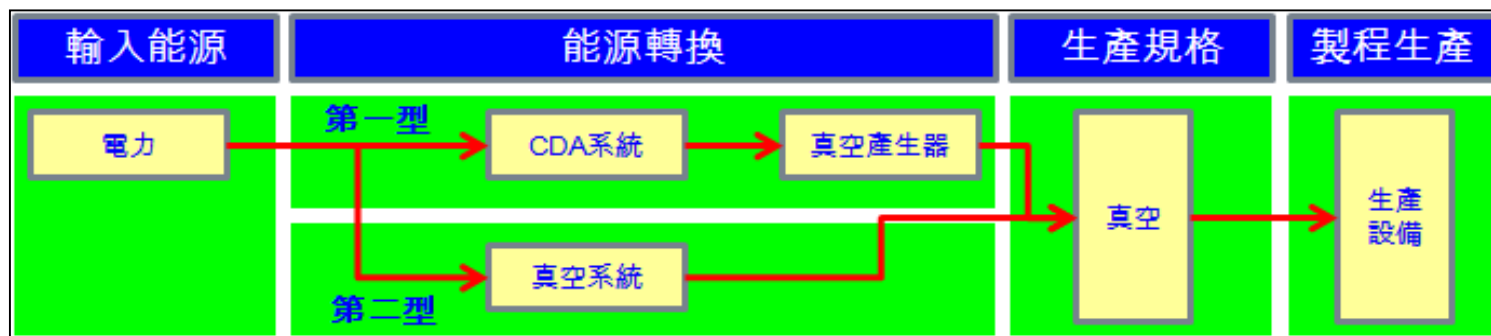 輸入能源
能源轉換
生產規格
製程生產
第一型
電力
CDA系統
真空產生器
真空
生產
設備
真空系統
第二型